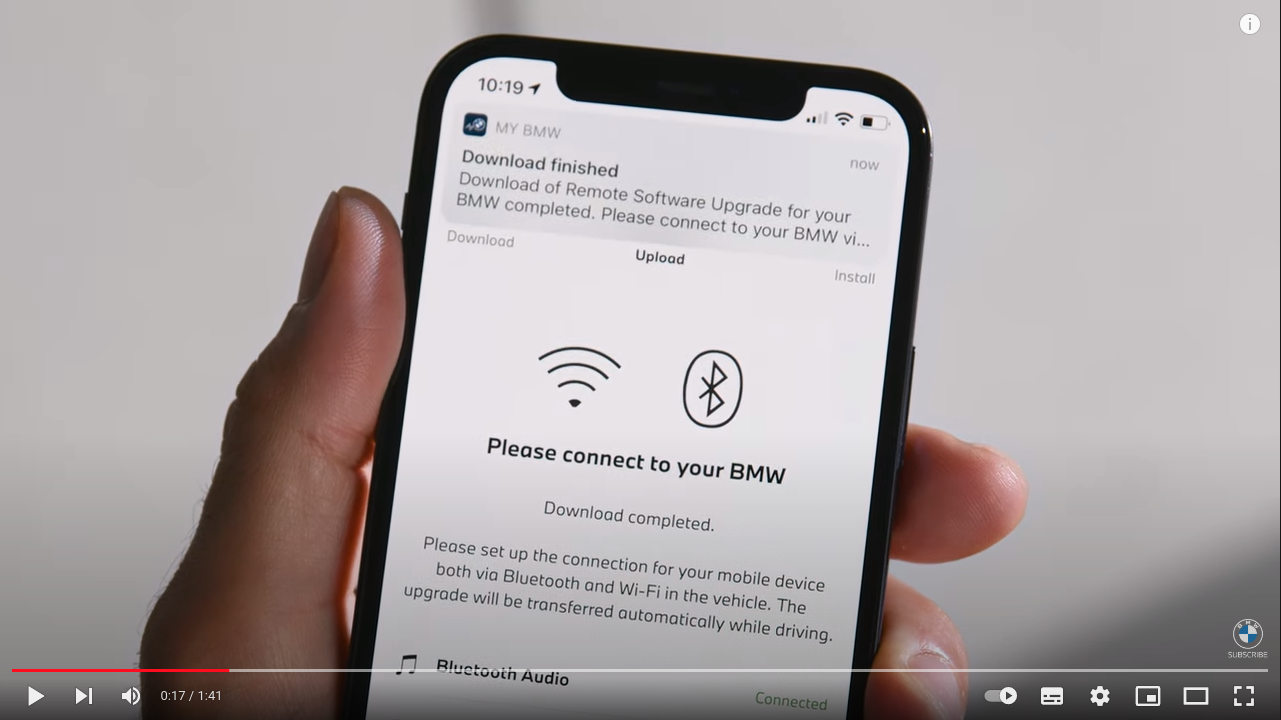 10:19
MY BMW
now
Download finished
Download of Remote Software Upgrade for your
BMW completed. Please connect to your BMW vi...
Download
Upload
Install
Please connect to your BMW
Download completed.
Please set up the connection for your mobile device
both via Bluetooth and Wi-Fi in the vehicle. The
upgrade will be transferred automatically while driving.
Bluetooth Audio
Connected
BMW
SUBSCRIBE
0:17 / 1:41